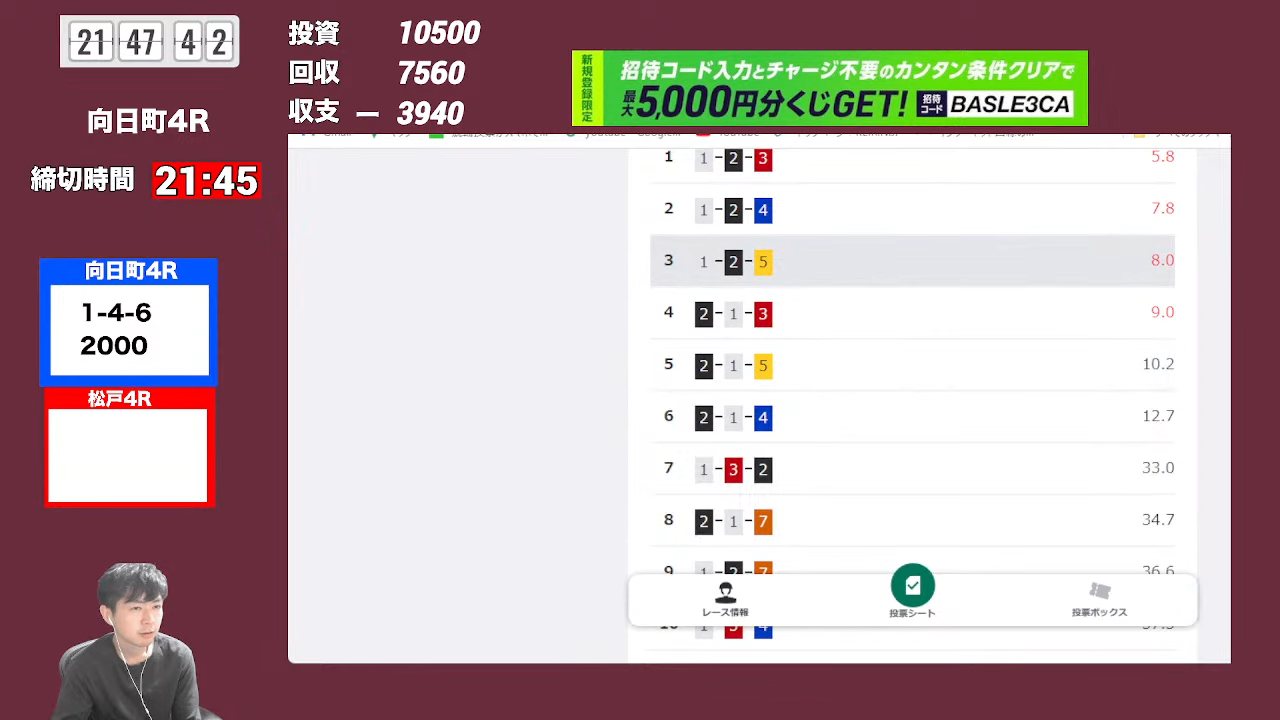 21 47 42
向日町4R
締切時間 21:45
投資 10500
回収 7560
収支 － 3940
新規登録限定
招待コード入力とチャージ不要のカンタン条件クリアで
最大5,000円分くじGET! 招待コード BASLE3CA
向日町4R
1-4-6
2000
松戸4R
1 1-2-3 5.8
2 1-2-4 7.8
3 1-2-5 8.0
4 2-1-3 9.0
5 2-1-5 10.2
6 2-1-4 12.7
7 1-3-2 33.0
8 2-1-7 34.7
9 1-2-7 36.6
レース情報
投票シート
投票ボックス